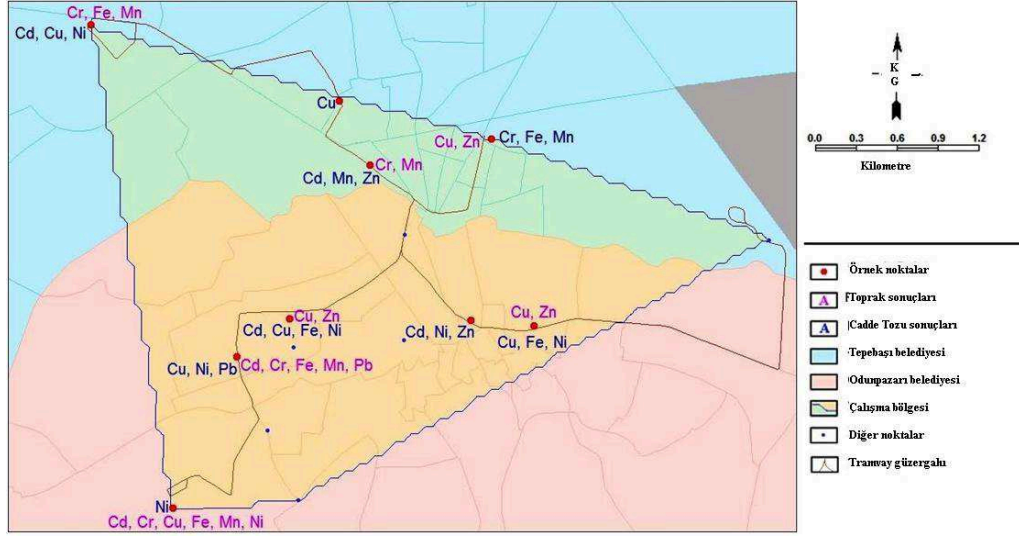 Cr, Fe, Mn
Cd, Cu, Ni
Cu
Cu, Zn
Cr, Fe, Mn
Cr, Mn
Cd, Mn, Zn
Cu, Zn
Cd, Cu, Fe, Ni
Cd, Ni, Zn
Cu, Zn
Cu, Fe, Ni
Cu, Ni, Pb
Cd, Cr, Fe, Mn, Pb
Ni
Cd, Cr, Cu, Fe, Mn, Ni
K
G
0.0 0.3 0.6 0.9 1.2
Kilometre
Örnek noktalar
A Toprak sonuçları
A Cadde Tozu sonuçları
Tepebaşı belediyesi
Odunpazarı belediyesi
Çalışma bölgesi
Diğer noktalar
Tramvay güzergahı